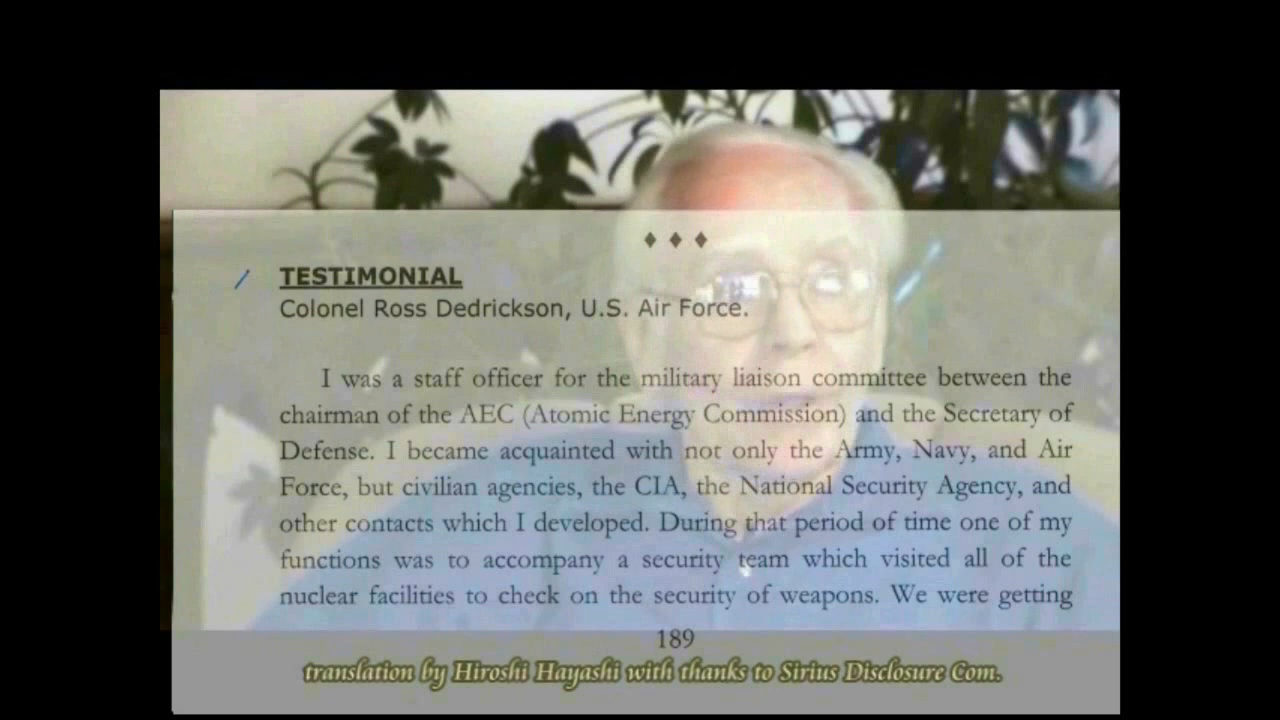 ♦ ♦ ♦
TESTIMONIAL
Colonel Ross Dedrickson, U.S. Air Force.
I was a staff officer for the military liaison committee between the
chairman of the AEC (Atomic Energy Commission) and the Secretary of
Defense. I became acquainted with not only the Army, Navy, and Air
Force, but civilian agencies, the CIA, the National Security Agency, and
other contacts which I developed. During that period of time one of my
functions was to accompany a security team which visited all of the
nuclear facilities to check on the security of weapons. We were getting
189
translation by Hiroshi Hayashi with thanks to Sirius Disclosure Com.